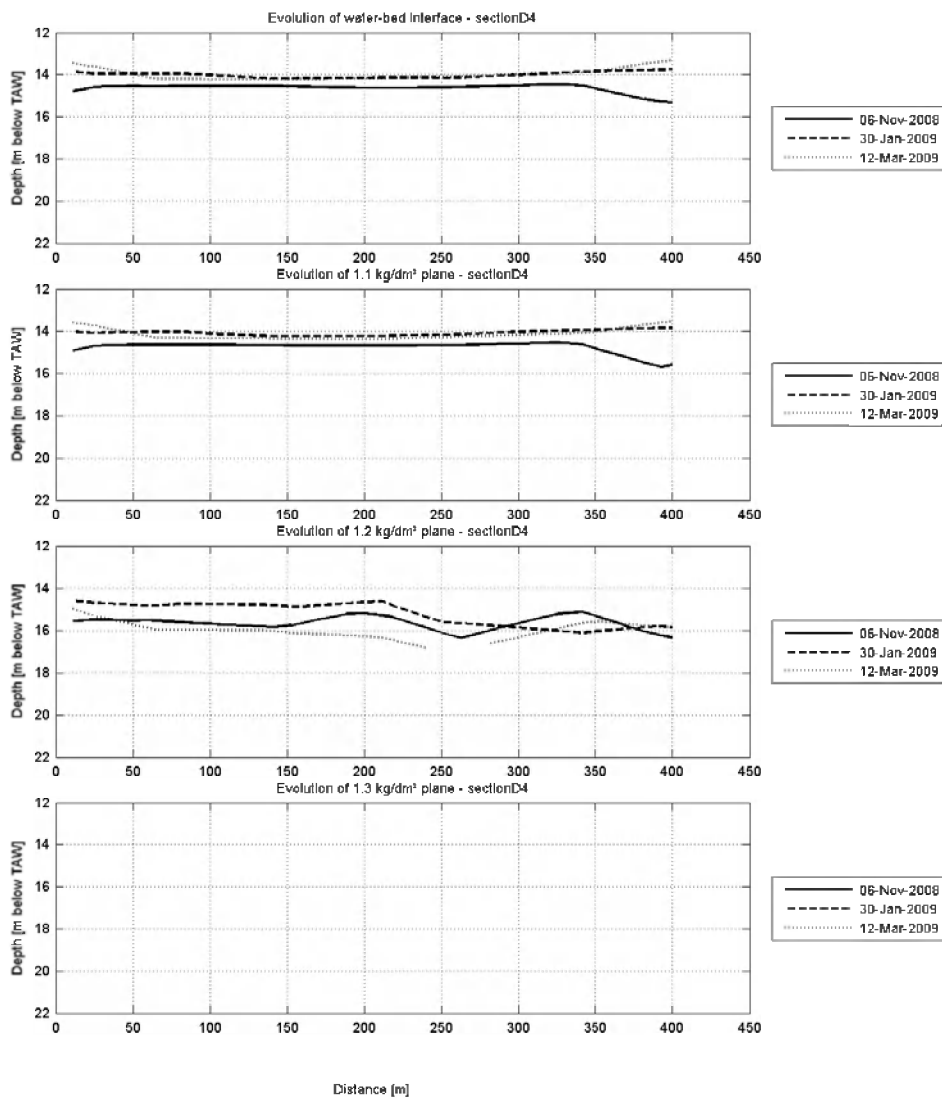 Evolution of water-bed Interface - sectionD4
12
14
16
18
20
22
Depth [m below TAW]
0 50 100 150 200 250 300 350 400 450
06-Nov-2008
30-Jan-2009
12-Mar-2009
Evolution of 1.1 kg/dm³ plane - sectionD4
12
14
16
18
20
22
Depth [m below TAW]
0 50 100 150 200 250 300 350 400 450
06-Nov-2008
30-Jan-2009
12-Mar-2009
Evolution of 1.2 kg/dm³ plane - sectionD4
12
14
16
18
20
22
Depth [m below TAW]
0 50 100 150 200 250 300 350 400 450
06-Nov-2008
30-Jan-2009
12-Mar-2009
Evolution of 1.3 kg/dm³ plane - sectionD4
12
14
16
18
20
22
Depth [m below TAW]
0 50 100 150 200 250 300 350 400 450
06-Nov-2008
30-Jan-2009
12-Mar-2009
Distance [m]